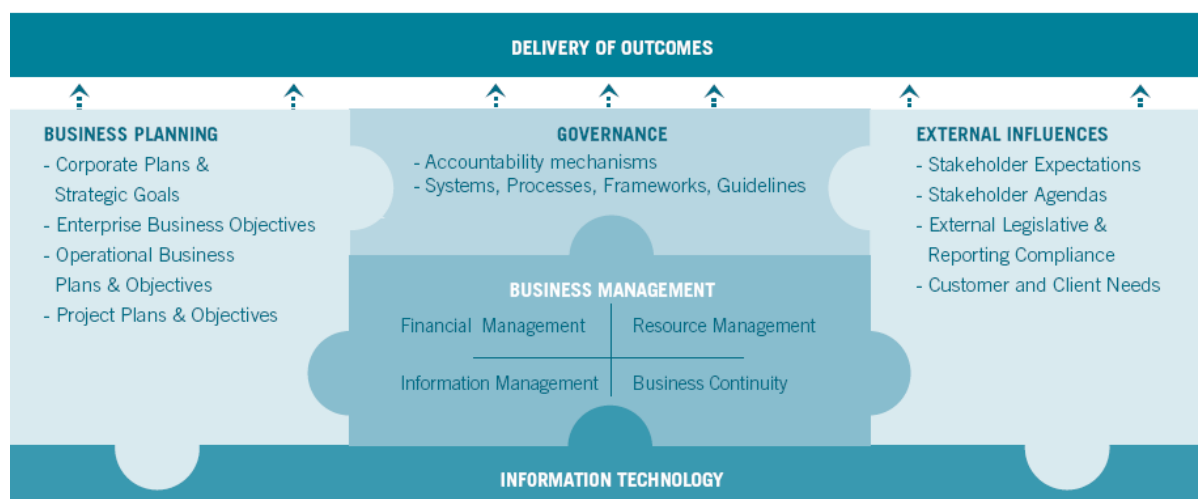 DELIVERY OF OUTCOMES
BUSINESS PLANNING
- Corporate Plans &
Strategic Goals
- Enterprise Business Objectives
- Operational Business
Plans & Objectives
- Project Plans & Objectives
GOVERNANCE
- Accountability mechanisms
- Systems, Processes, Frameworks, Guidelines
BUSINESS MANAGEMENT
Financial Management
Resource Management
Information Management
Business Continuity
EXTERNAL INFLUENCES
- Stakeholder Expectations
- Stakeholder Agendas
- External Legislative &
Reporting Compliance
- Customer and Client Needs
INFORMATION TECHNOLOGY